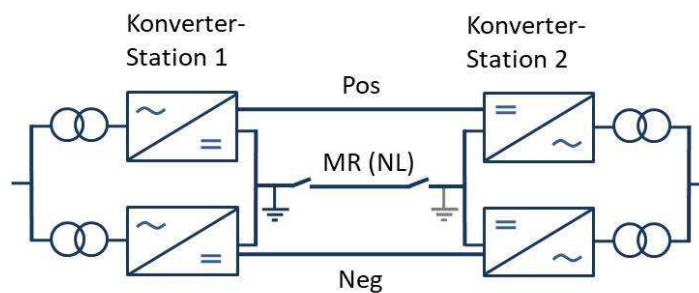 Konverter-
Station 1
Konverter-
Station 2
Pos
MR (NL)
Neg